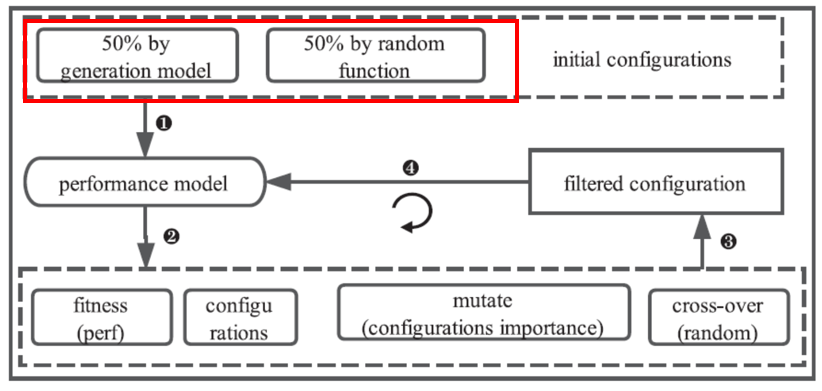 50% by
generation model
50% by random
function
initial configurations
❶
performance model
❹
filtered configuration
❷
❸
fitness
(perf)
configu
rations
mutate
(configurations importance)
cross-over
(random)